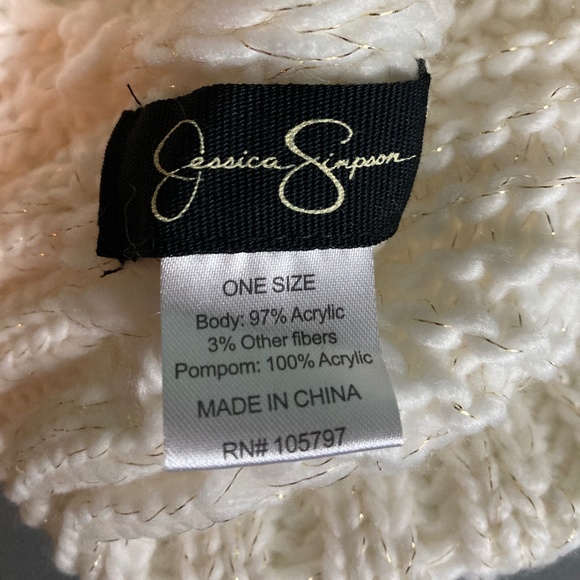 Jessica Simpson
ONE SIZE
Body: 97% Acrylic
3% Other fibers
Pompom: 100% Acrylic
MADE IN CHINA
RN# 105797